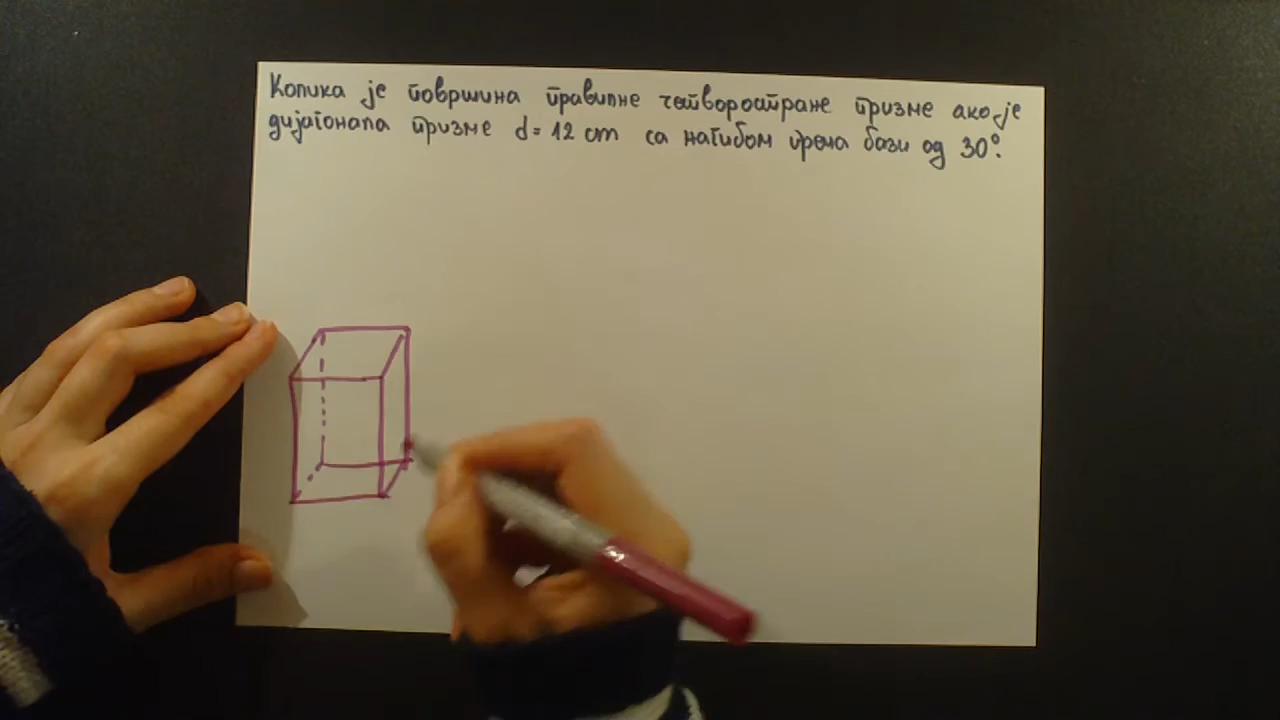 Колика је површина правилне четворостране призме ако је
дијагонала призме d = 12 cm са нагибом према бази од 30°.